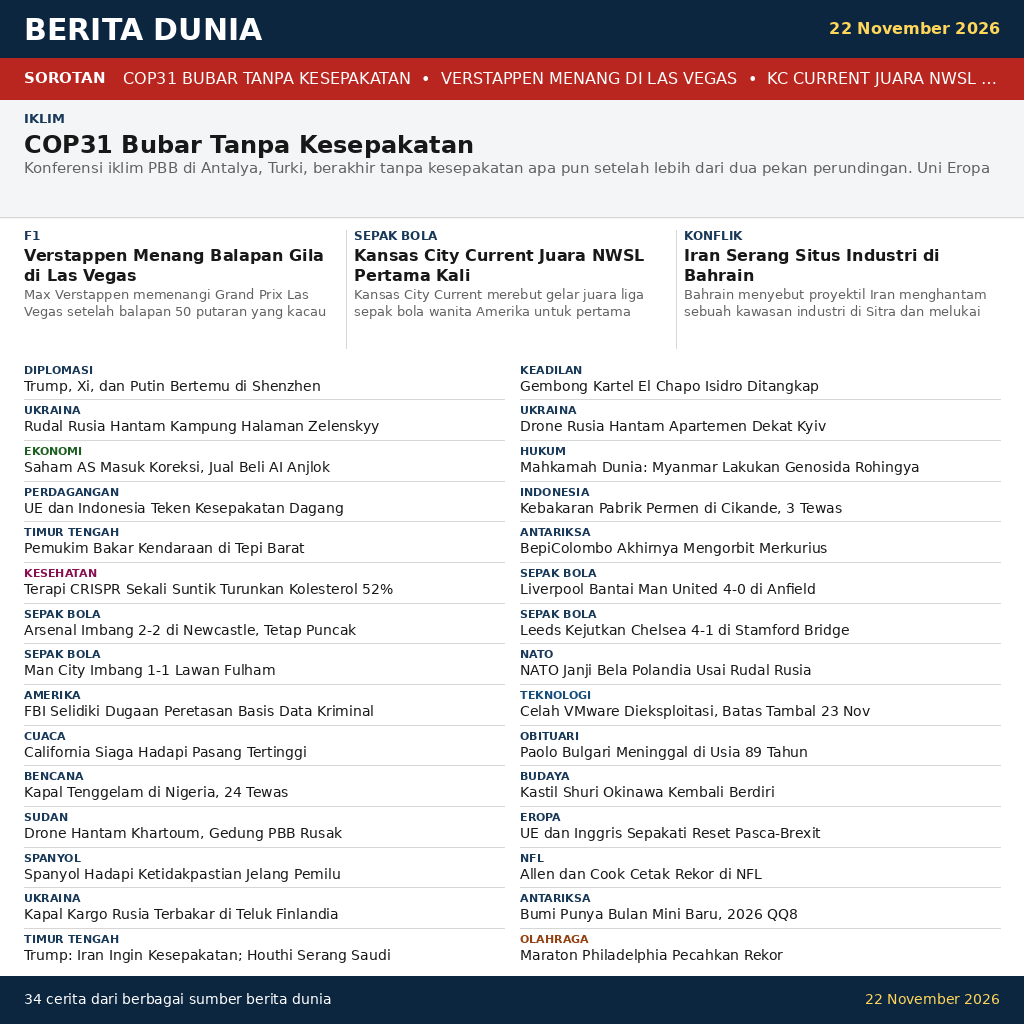 BERITA DUNIA
22 November 2026
SOROTAN COP31 BUBAR TANPA KESEPAKATAN • VERSTAPPEN MENANG DI LAS VEGAS • KC CURRENT JUARA NWSL ...
IKLIM
COP31 Bubar Tanpa Kesepakatan
Konferensi iklim PBB di Antalya, Turki, berakhir tanpa kesepakatan apa pun setelah lebih dari dua pekan perundingan. Uni Eropa
F1
Verstappen Menang Balapan Gila
di Las Vegas
Max Verstappen memenangi Grand Prix Las
Vegas setelah balapan 50 putaran yang kacau
SEPAK BOLA
Kansas City Current Juara NWSL
Pertama Kali
Kansas City Current merebut gelar juara liga
sepak bola wanita Amerika untuk pertama
KONFLIK
Iran Serang Situs Industri di
Bahrain
Bahrain menyebut proyektil Iran menghantam
sebuah kawasan industri di Sitra dan melukai
DIPLOMASI
Trump, Xi, dan Putin Bertemu di Shenzhen
KEADILAN
Gembong Kartel El Chapo Isidro Ditangkap
UKRAINA
Rudal Rusia Hantam Kampung Halaman Zelenskyy
UKRAINA
Drone Rusia Hantam Apartemen Dekat Kyiv
EKONOMI
Saham AS Masuk Koreksi, Jual Beli AI Anjlok
HUKUM
Mahkamah Dunia: Myanmar Lakukan Genosida Rohingya
PERDAGANGAN
UE dan Indonesia Teken Kesepakatan Dagang
INDONESIA
Kebakaran Pabrik Permen di Cikande, 3 Tewas
TIMUR TENGAH
Pemukim Bakar Kendaraan di Tepi Barat
ANTARIKSA
BepiColombo Akhirnya Mengorbit Merkurius
KESEHATAN
Terapi CRISPR Sekali Suntik Turunkan Kolesterol 52%
SEPAK BOLA
Liverpool Bantai Man United 4-0 di Anfield
SEPAK BOLA
Arsenal Imbang 2-2 di Newcastle, Tetap Puncak
SEPAK BOLA
Leeds Kejutkan Chelsea 4-1 di Stamford Bridge
SEPAK BOLA
Man City Imbang 1-1 Lawan Fulham
NATO
NATO Janji Bela Polandia Usai Rudal Rusia
AMERIKA
FBI Selidiki Dugaan Peretasan Basis Data Kriminal
TEKNOLOGI
Celah VMware Dieksploitasi, Batas Tambal 23 Nov
CUACA
California Siaga Hadapi Pasang Tertinggi
OBITUARI
Paolo Bulgari Meninggal di Usia 89 Tahun
BENCANA
Kapal Tenggelam di Nigeria, 24 Tewas
BUDAYA
Kastil Shuri Okinawa Kembali Berdiri
SUDAN
Drone Hantam Khartoum, Gedung PBB Rusak
EROPA
UE dan Inggris Sepakati Reset Pasca-Brexit
SPANYOL
Spanyol Hadapi Ketidakpastian Jelang Pemilu
NFL
Allen dan Cook Cetak Rekor di NFL
UKRAINA
Kapal Kargo Rusia Terbakar di Teluk Finlandia
ANTARIKSA
Bumi Punya Bulan Mini Baru, 2026 QQ8
TIMUR TENGAH
Trump: Iran Ingin Kesepakatan; Houthi Serang Saudi
OLAHRAGA
Maraton Philadelphia Pecahkan Rekor
34 cerita dari berbagai sumber berita dunia
22 November 2026